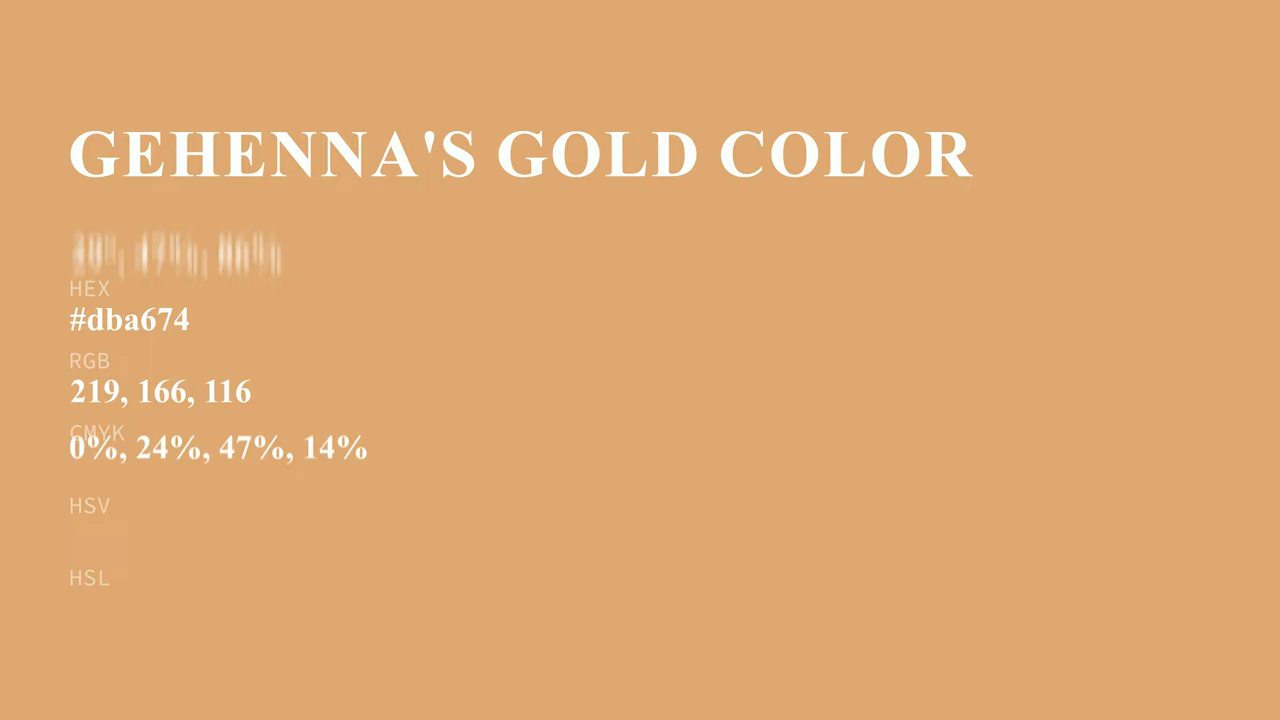 GEHENNA'S GOLD COLOR
HEX
#dba674
RGB
219, 166, 116
CMYK
0%, 24%, 47%, 14%
HSV
HSL